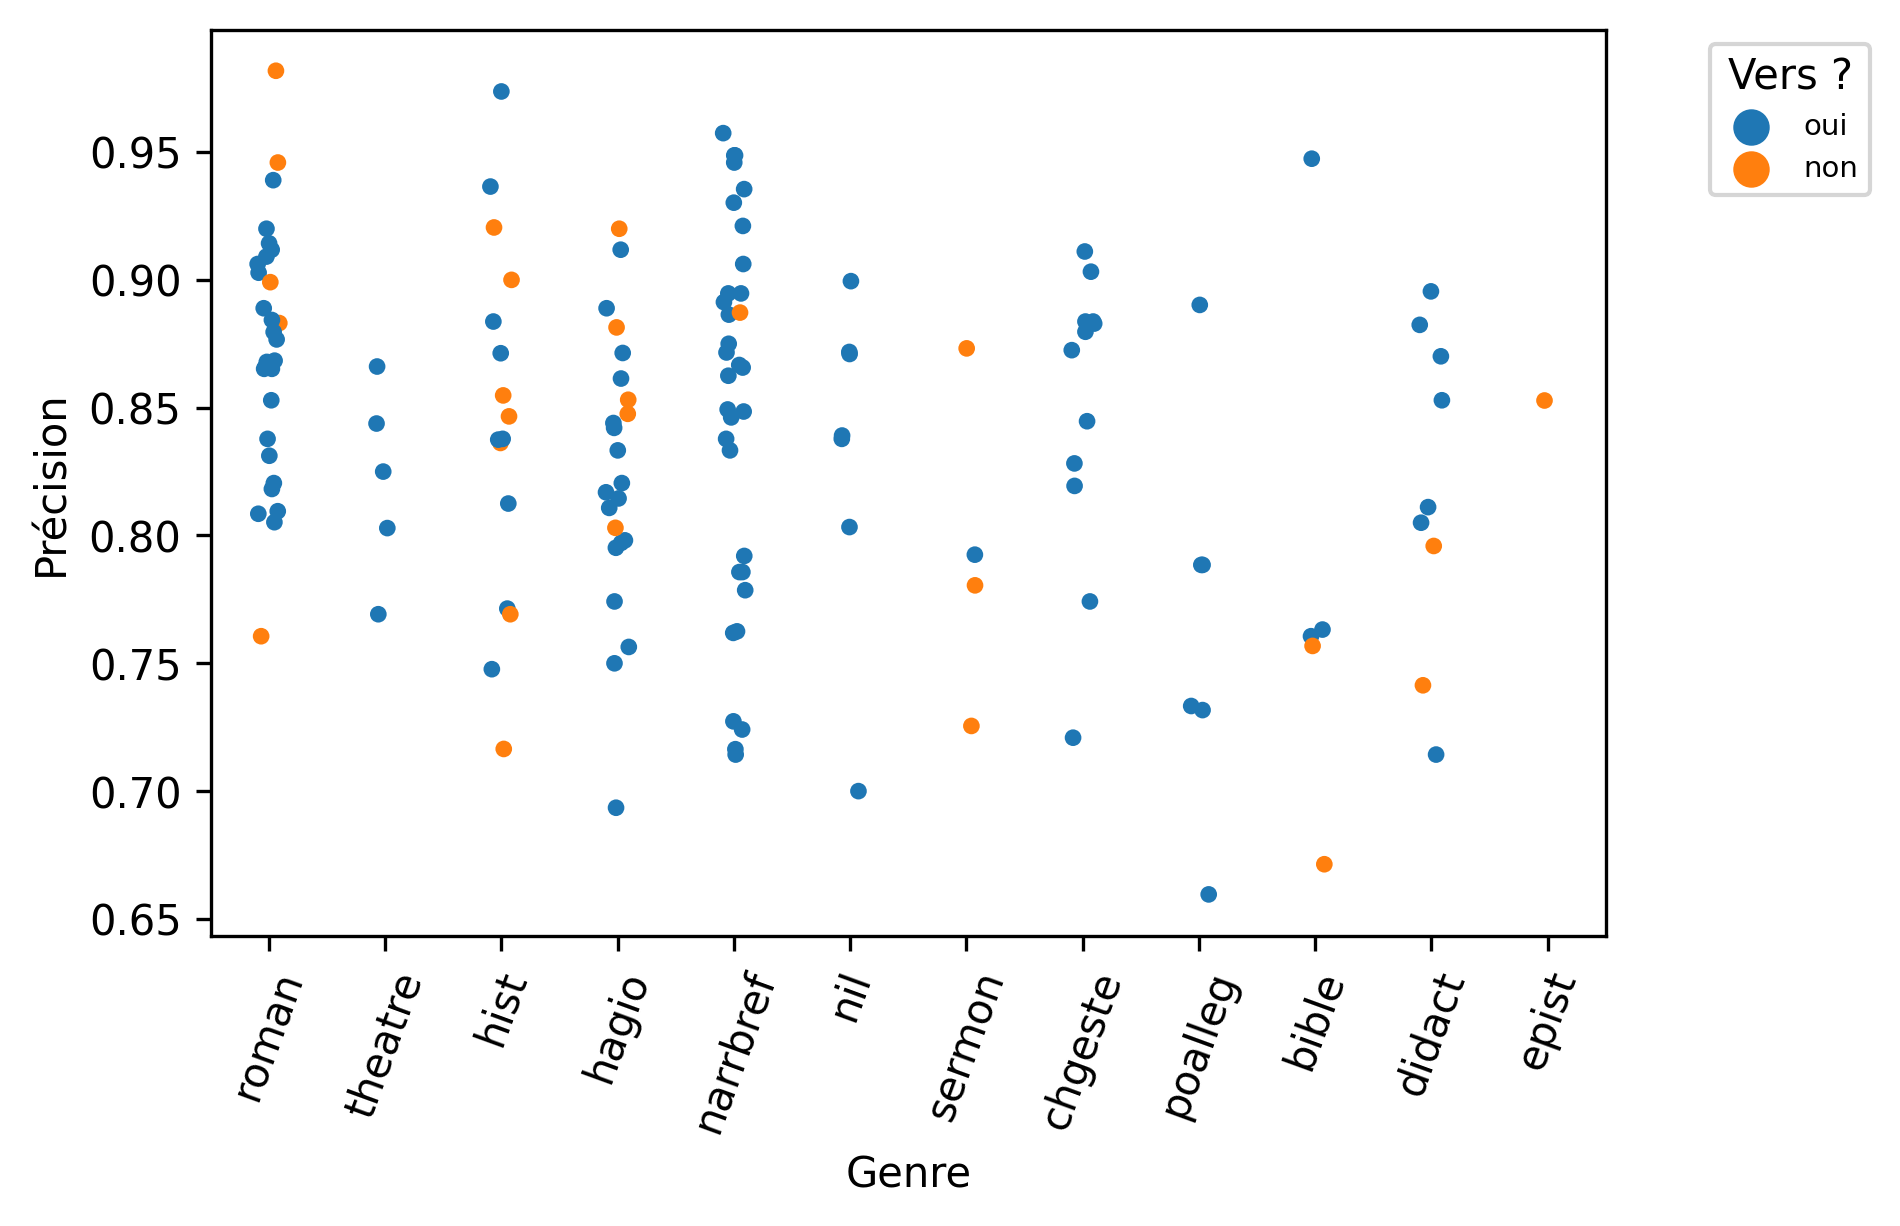 Vers ?
oui
non
Précision
0.95
0.90
0.85
0.80
0.75
0.70
0.65
roman
theatre
hist
hagio
narrbref
nil
sermon
chgeste
poalleg
bible
didact
epist
Genre